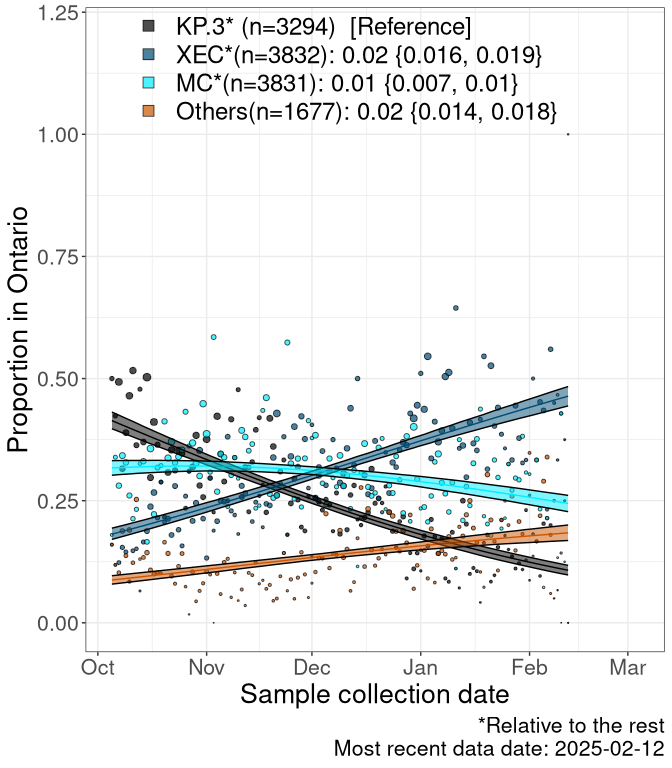 KP.3* (n=3294)  [Reference]
XEC*(n=3832): 0.02 {0.016, 0.019}
MC*(n=3831): 0.01 {0.007, 0.01}
Others(n=1677): 0.02 {0.014, 0.018}
Proportion in Ontario
1.25
1.00
0.75
0.50
0.25
0.00
Oct Nov Dec Jan Feb Mar
Sample collection date
*Relative to the rest
Most recent data date: 2025-02-12